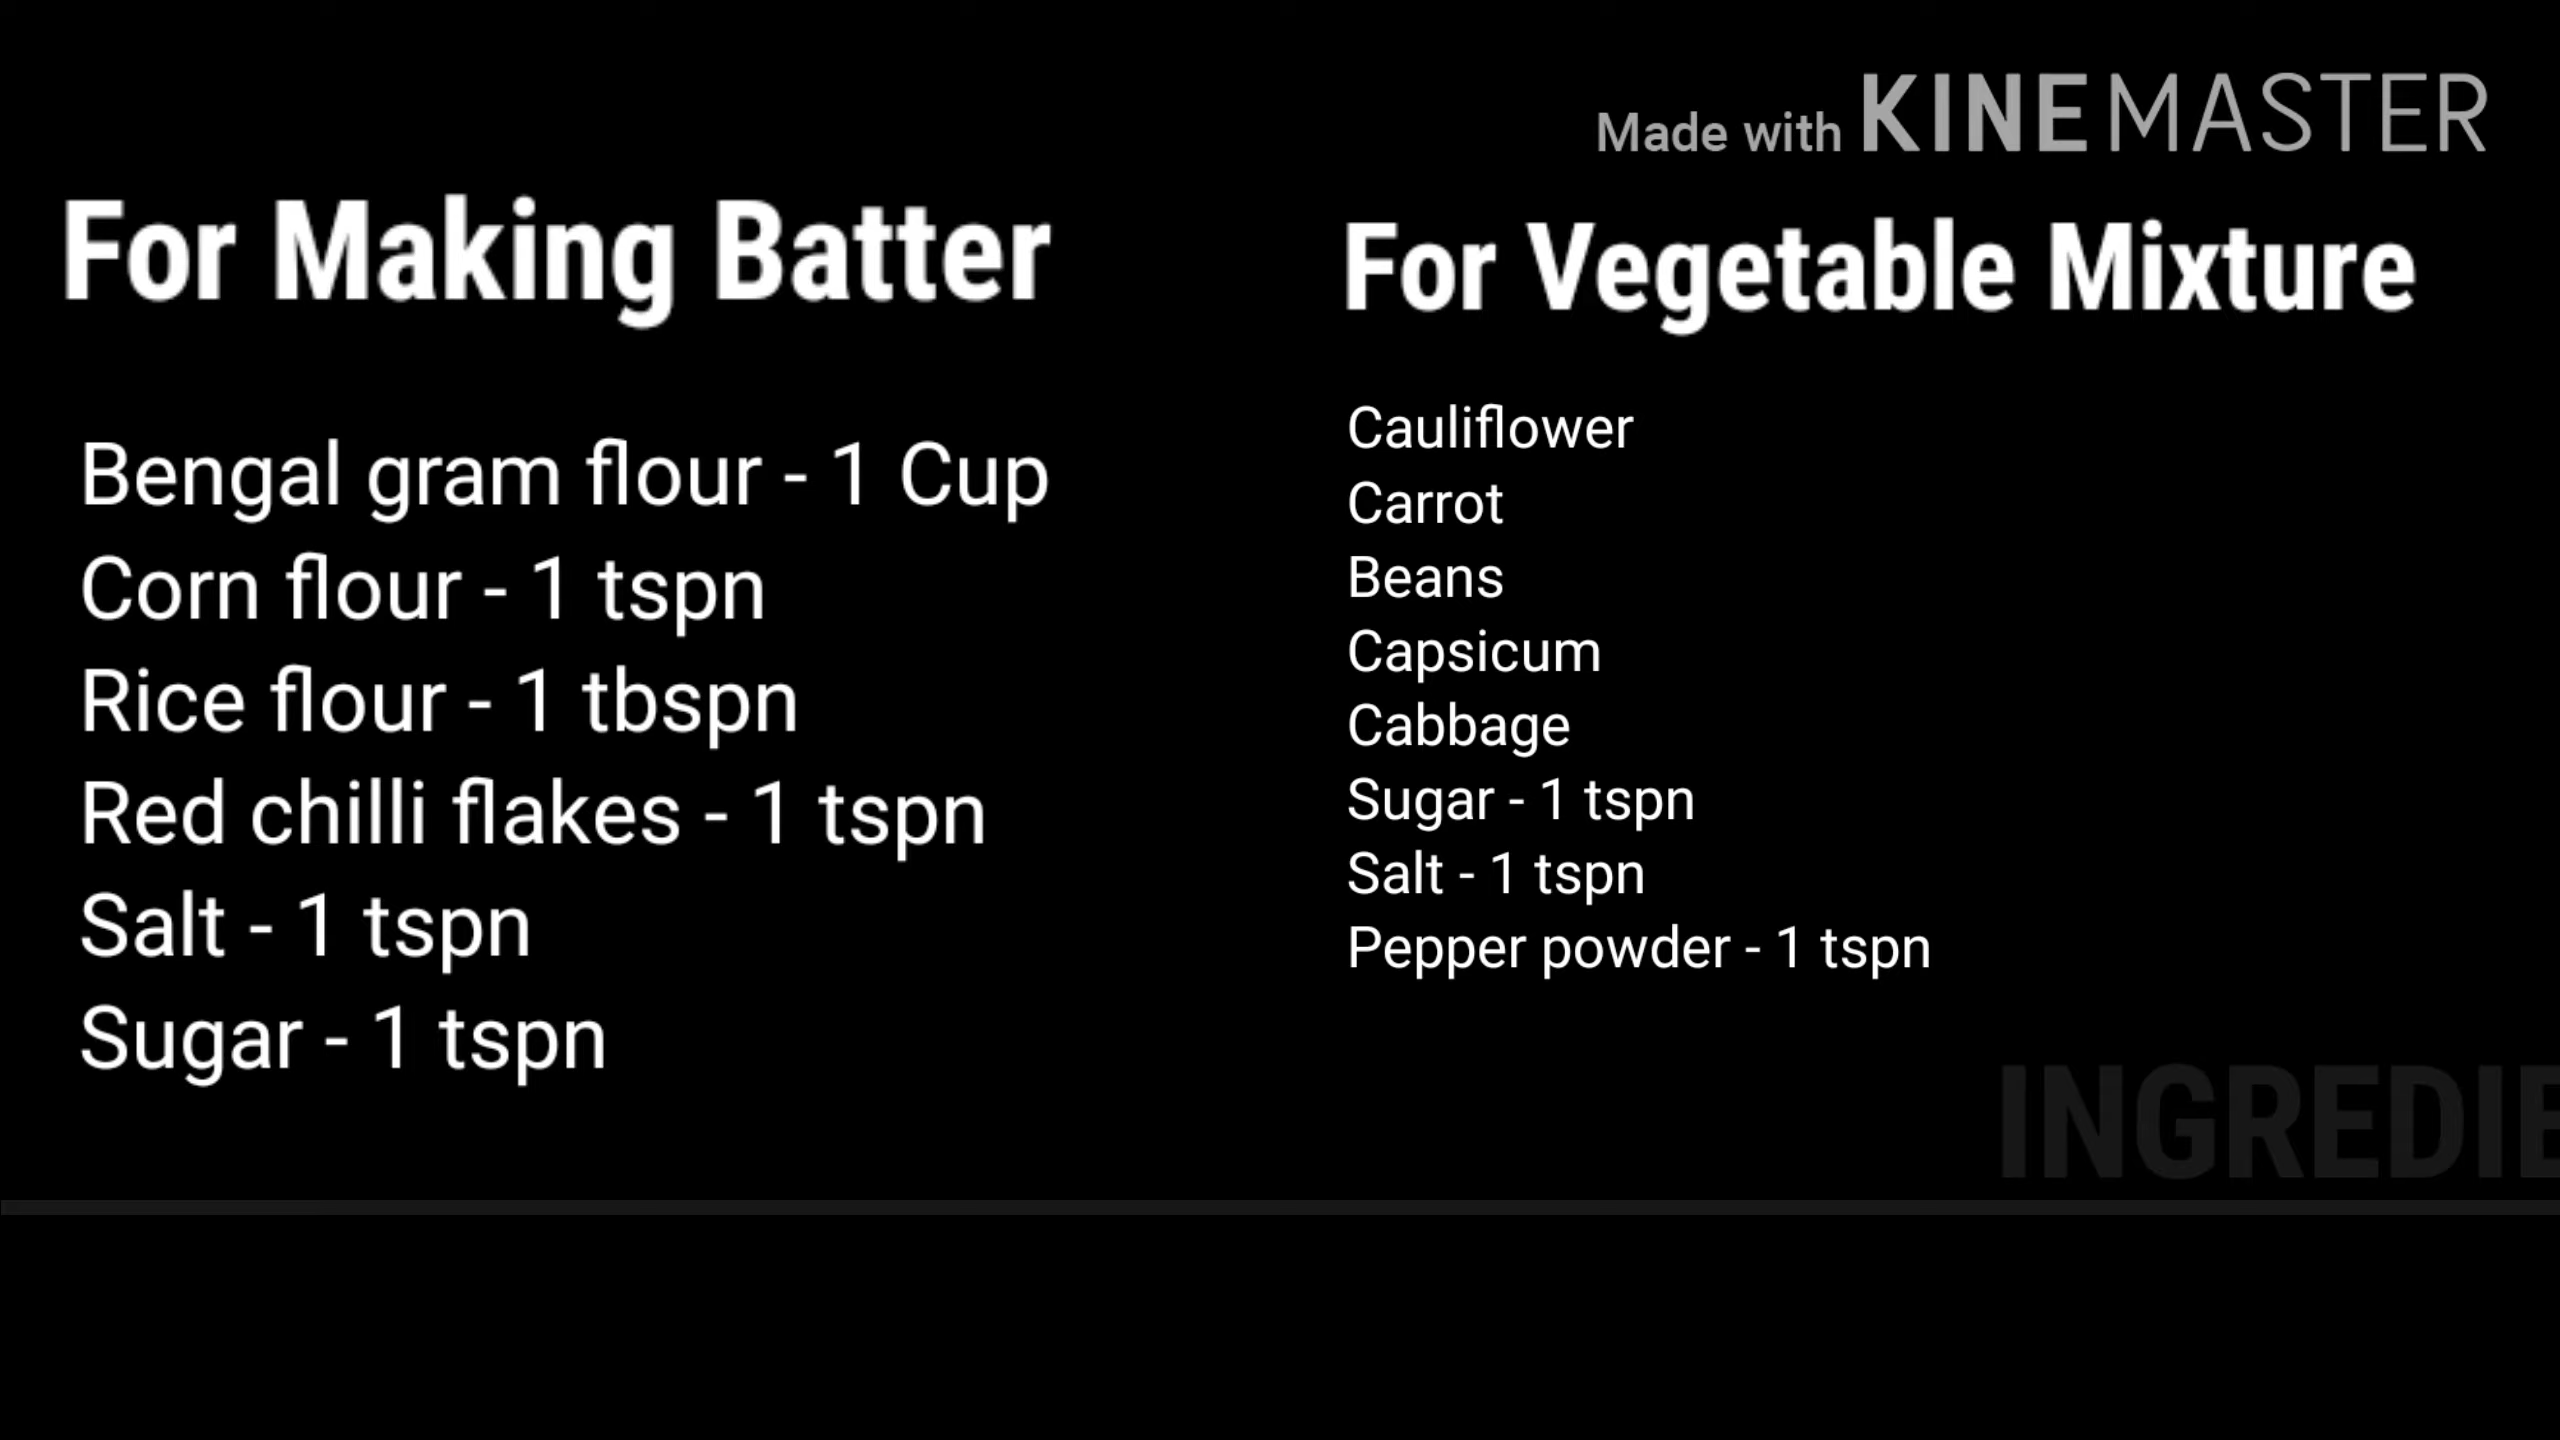 Made with KINEMASTER
For Making Batter
Bengal gram flour - 1 Cup
Corn flour - 1 tspn
Rice flour - 1 tbspn
Red chilli flakes - 1 tspn
Salt - 1 tspn
Sugar - 1 tspn
For Vegetable Mixture
Cauliflower
Carrot
Beans
Capsicum
Cabbage
Sugar - 1 tspn
Salt - 1 tspn
Pepper powder - 1 tspn